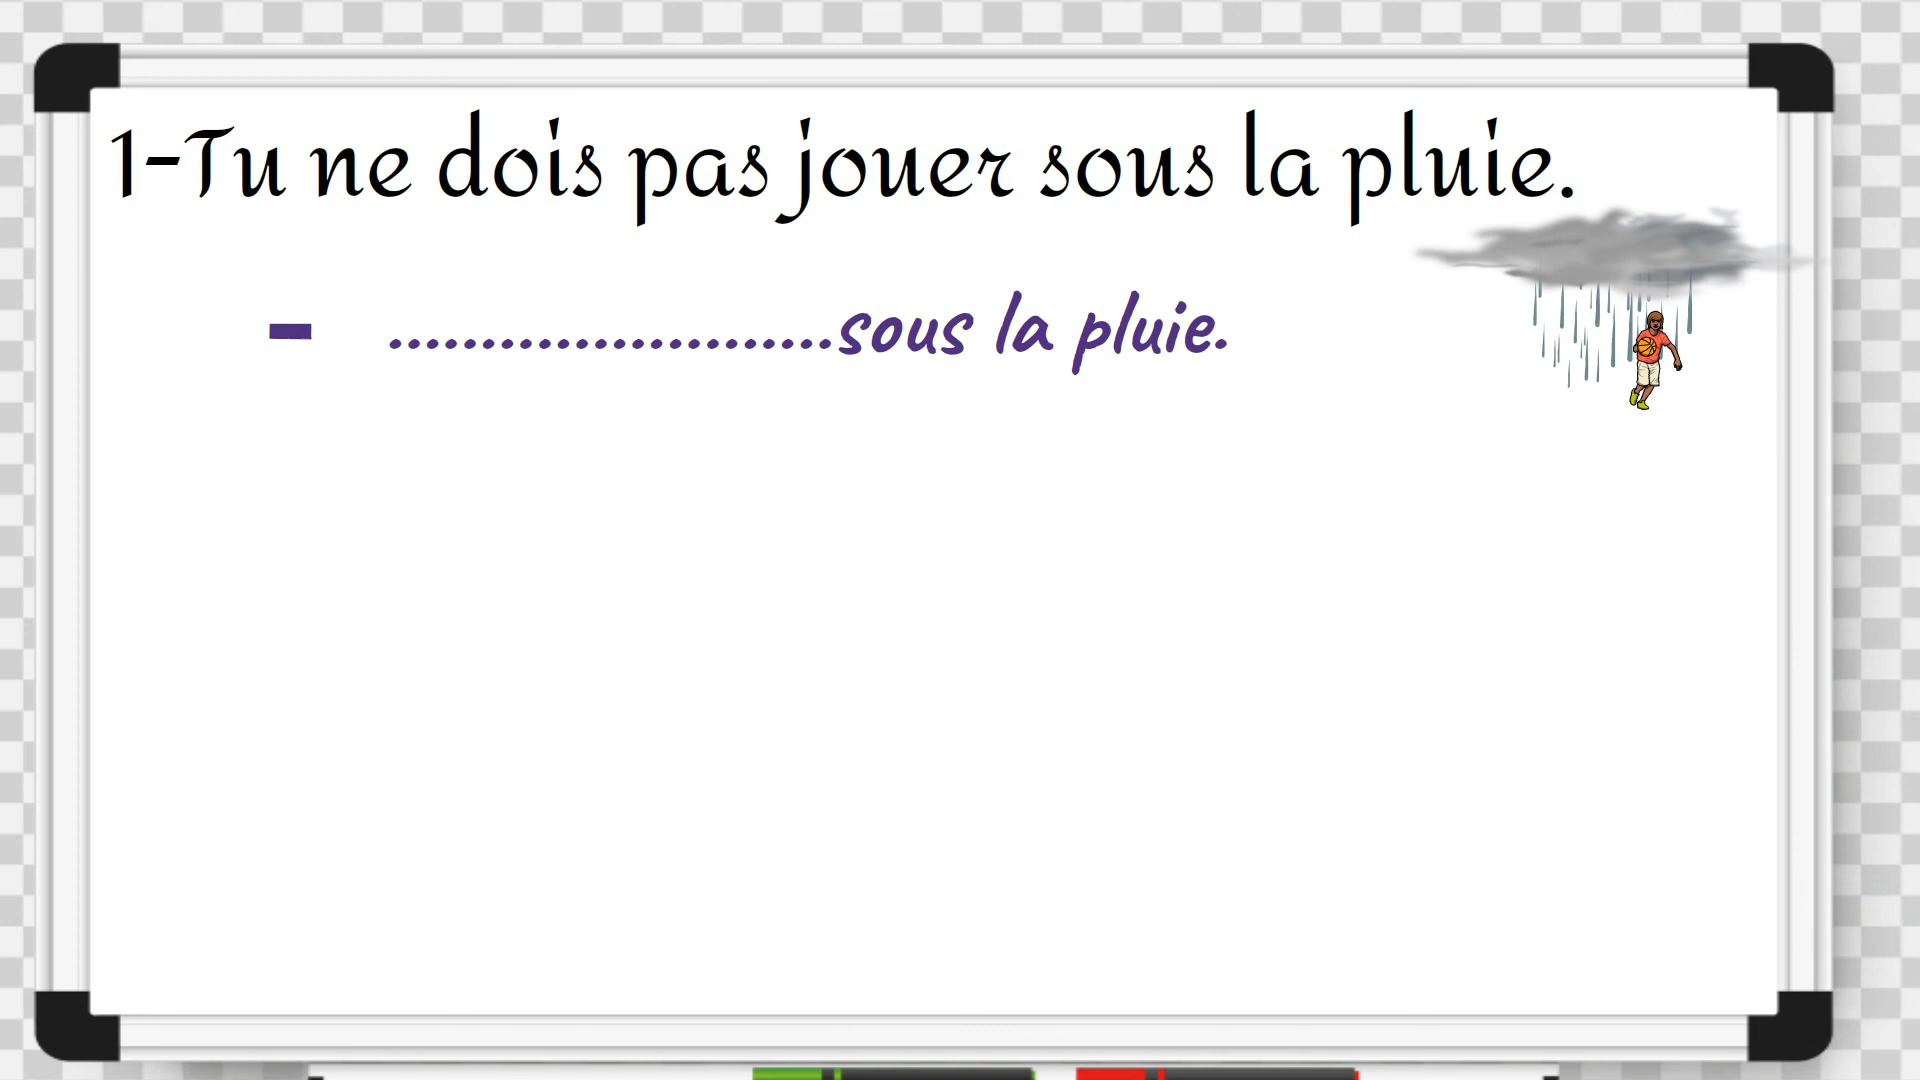 1-Tu ne dois pas jouer sous la pluie.
- .......................sous la pluie.